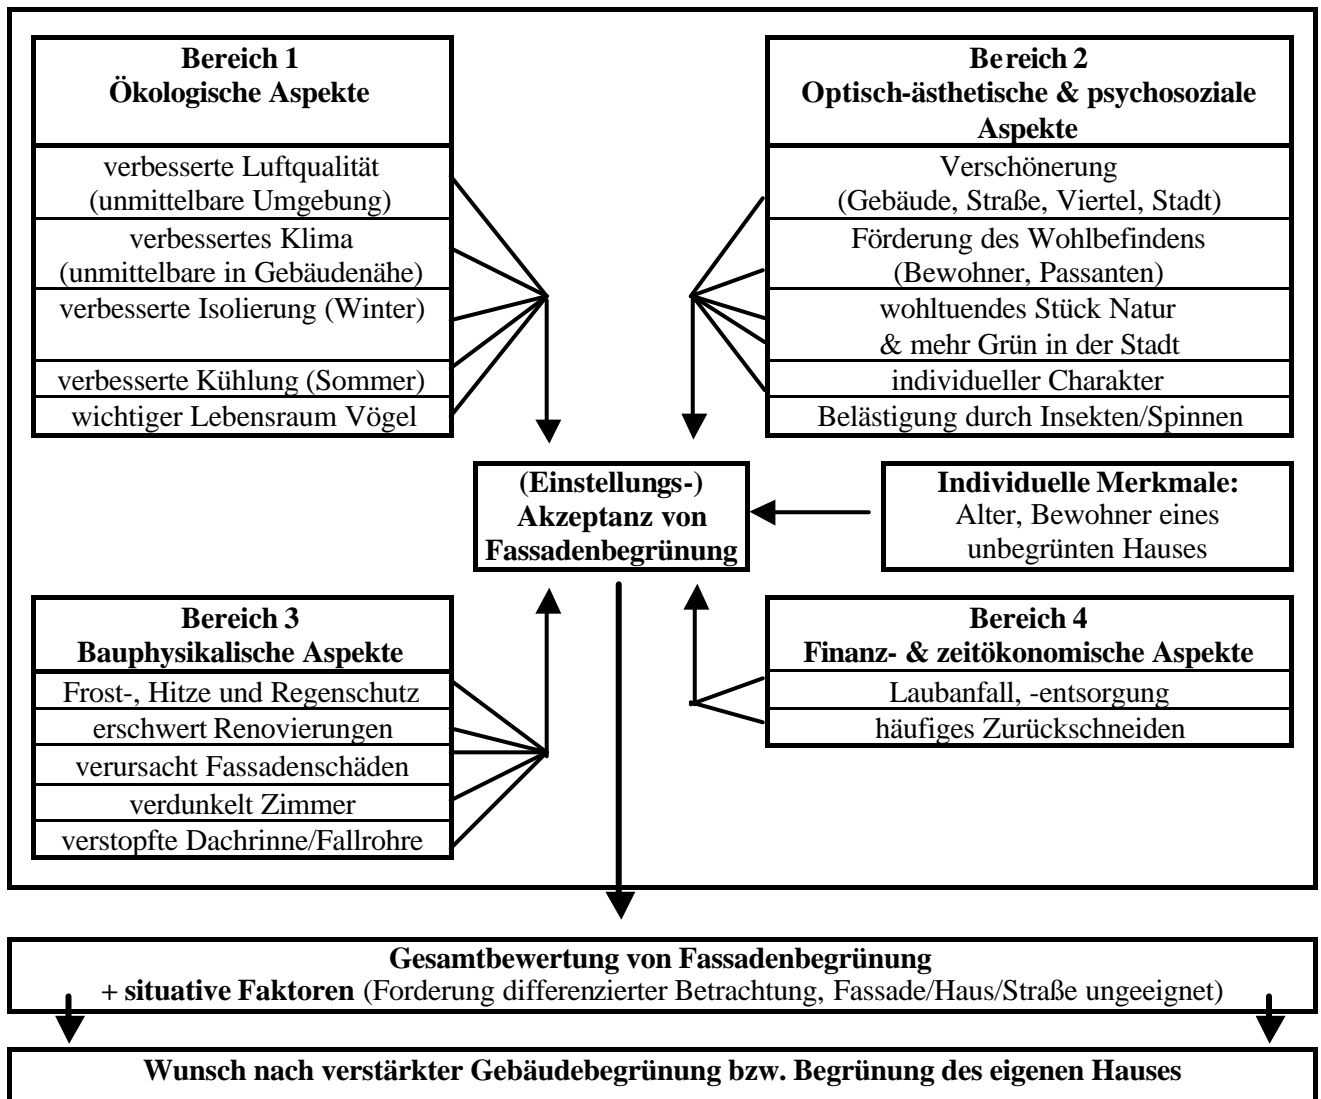 Bereich 1
Ökologische Aspekte
verbesserte Luftqualität
(unmittelbare Umgebung)
verbessertes Klima
(unmittelbare in Gebäudenähe)
verbesserte Isolierung (Winter)
verbesserte Kühlung (Sommer)
wichtiger Lebensraum Vögel
Bereich 2
Optisch-ästhetische & psychosoziale
Aspekte
Verschönerung
(Gebäude, Straße, Viertel, Stadt)
Förderung des Wohlbefindens
(Bewohner, Passanten)
wohltuendes Stück Natur
& mehr Grün in der Stadt
individueller Charakter
Belästigung durch Insekten/Spinnen
(Einstellungs-)
Akzeptanz von
Fassadenbegrünung
Individuelle Merkmale:
Alter, Bewohner eines
unbegrünten Hauses
Bereich 3
Bauphysikalische Aspekte
Frost-, Hitze und Regenschutz
erschwert Renovierungen
verursacht Fassadenschäden
verdunkelt Zimmer
verstopfte Dachrinne/Fallrohre
Bereich 4
Finanz- & zeitökonomische Aspekte
Laubanfall, -entsorgung
häufiges Zurückschneiden
Gesamtbewertung von Fassadenbegrünung
+ situative Faktoren (Forderung differenzierter Betrachtung, Fassade/Haus/Straße ungeeignet)
Wunsch nach verstärkter Gebäudebegrünung bzw. Begrünung des eigenen Hauses